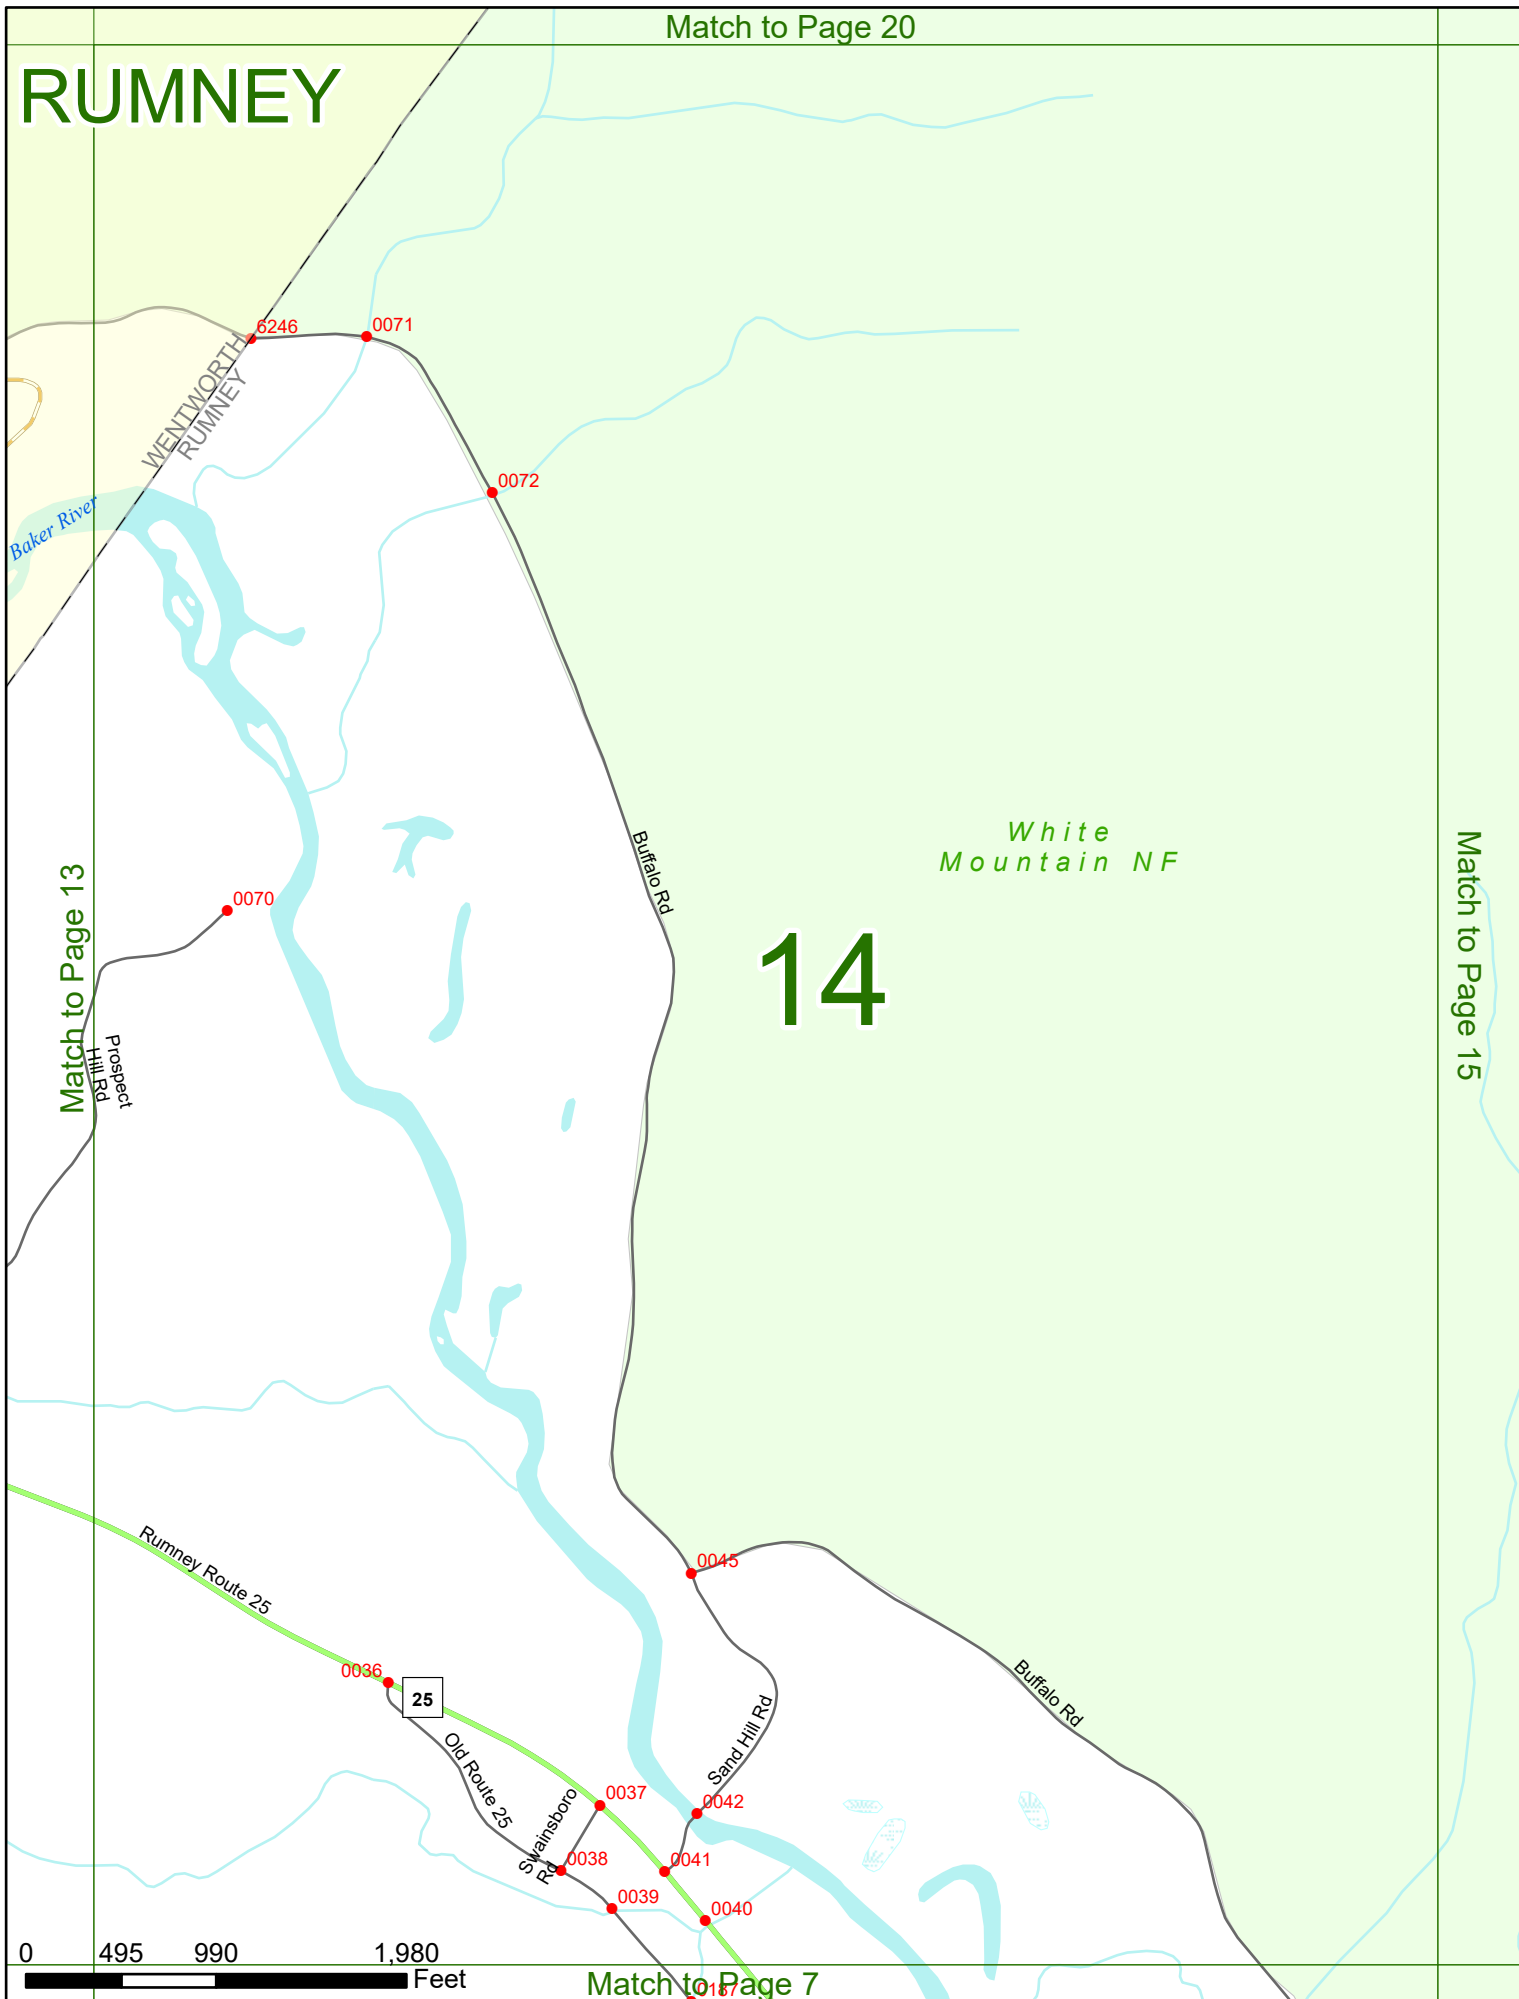 Match to Page 20
RUMNEY
6246
0071
WENTWORTH
RUMNEY
0072
Baker River
White
Mountain NF
Buffalo Rd
Match to Page 13
Match to Page 15
0070
14
Prospect
Hill Rd
Rumney Route 25
0045
0036
25
Buffalo Rd
Sand Hill Rd
Old Route 25
0037
0042
Swainsboro
Rd
0038
0041
0039
0040
0 495 990 1,980
Feet
Match to Page 7
0187